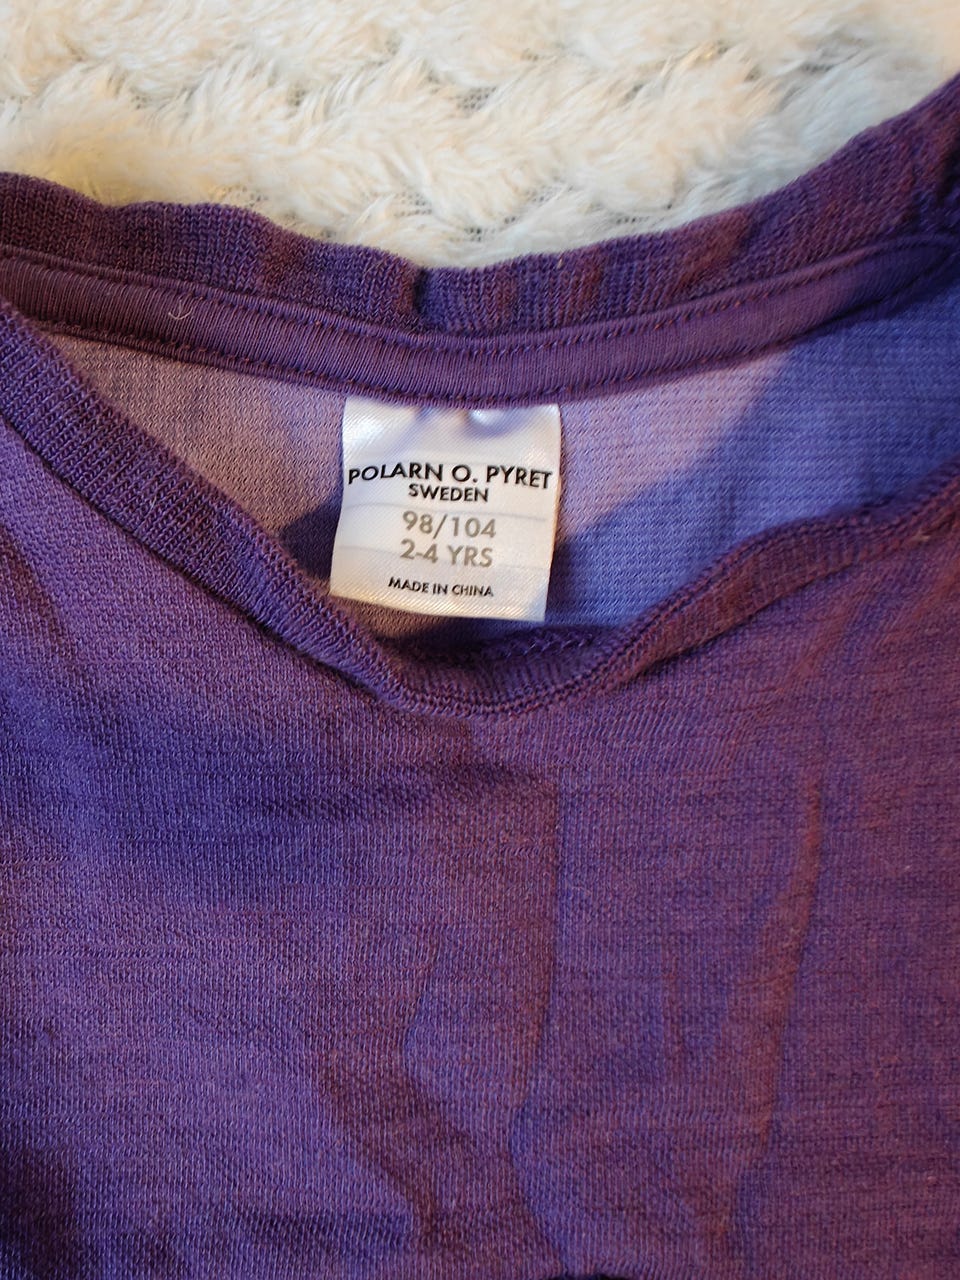 POLARN O. PYRET
SWEDEN
98/104
2-4 YRS
MADE IN CHINA